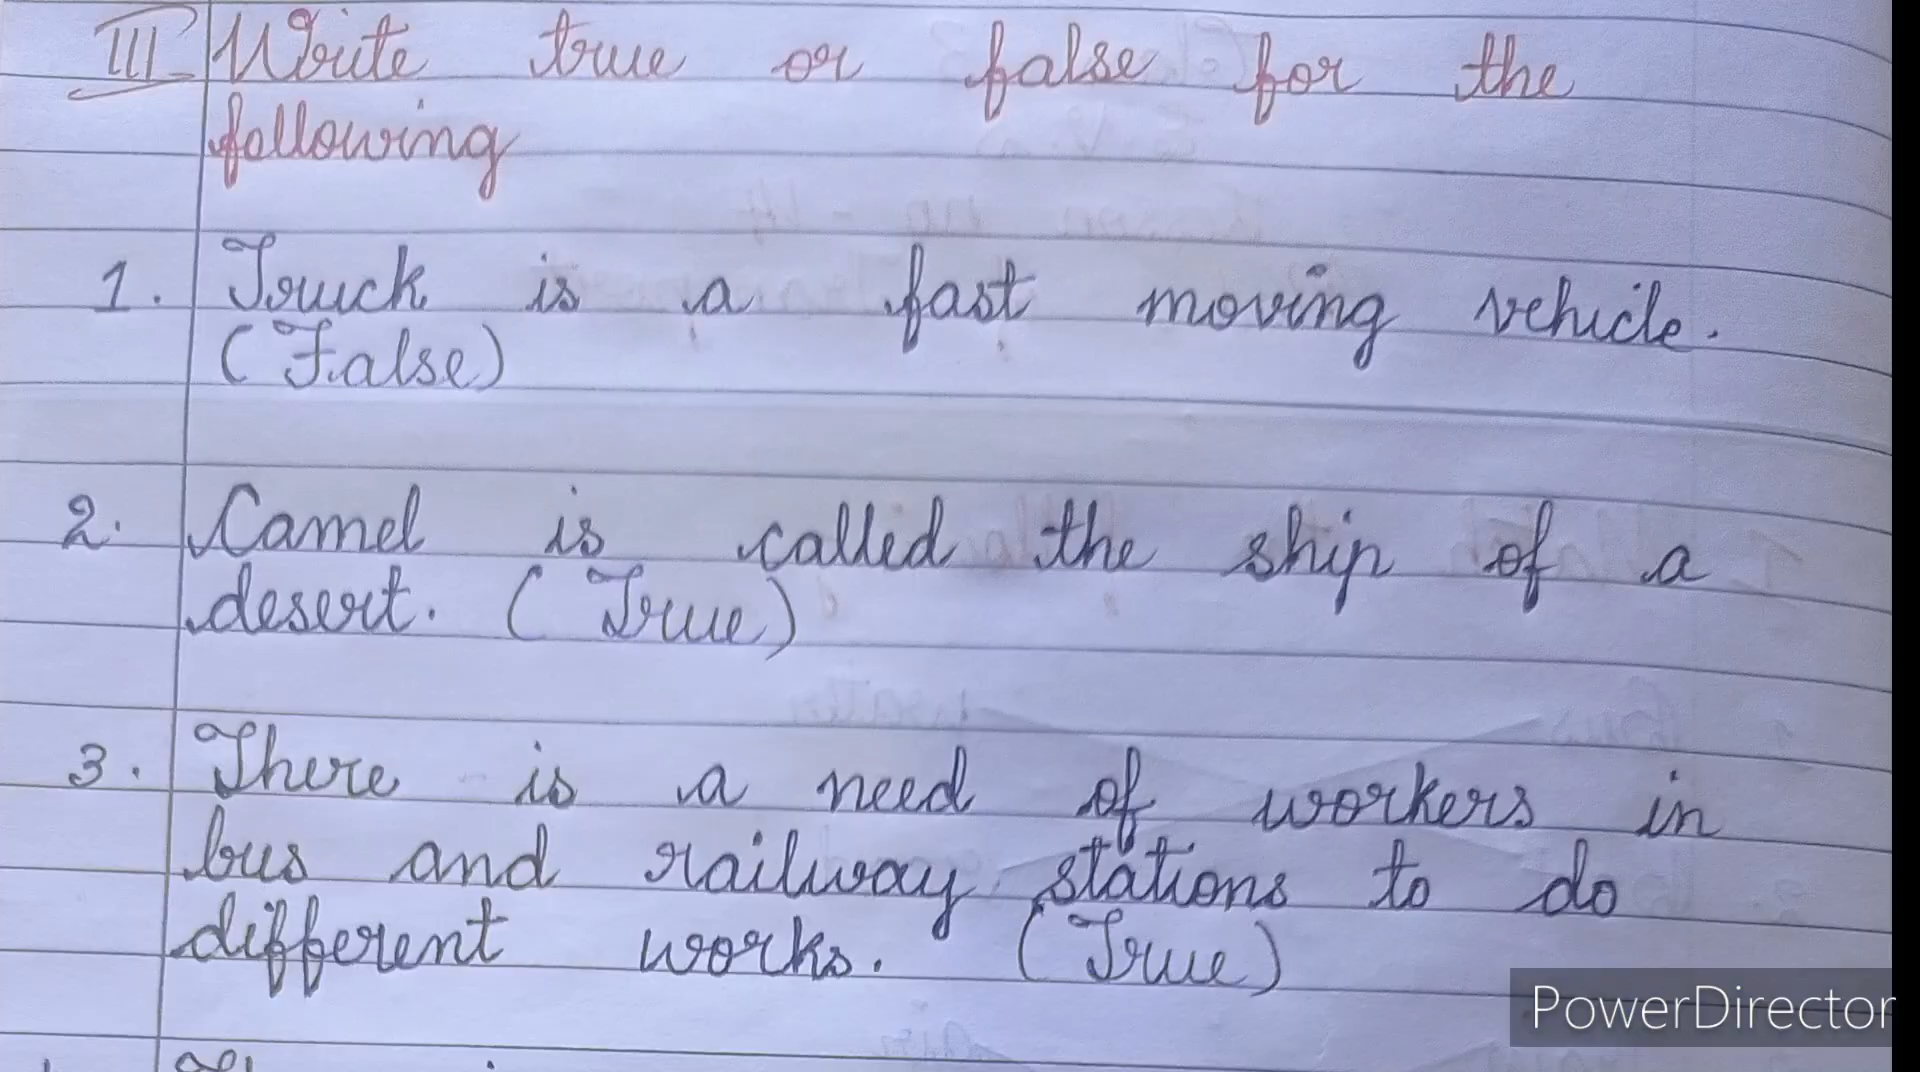 III Write true or false for the
following
1. Truck is a fast moving vehicle.
(False)
2. Camel is called the ship of a
desert. (True)
3. There is a need of workers in
bus and railway stations to do
different works. (True)
PowerDirector